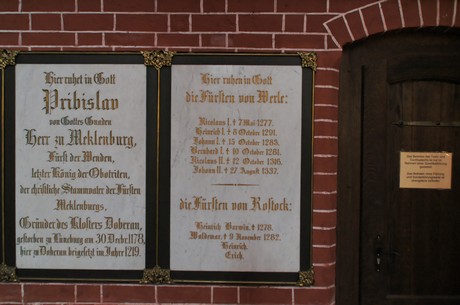 Hier ruhet in Gott
Pribislav
von Gottes Gnaden
Herr zu Meklenburg,
Fürst der Wenden,
letzter König der Obotriten,
der christliche Stammvater der Fürsten
Meklenburgs,
Gründer des Klosters Doberan,
gestorben zu Lüneburg am 30. Decbr. 1178,
hier zu Doberan beigesetzt im Jahre 1219.
Hier ruhen in Gott
die Fürsten von Werle:
Nicolaus I. † 7 Mai 1277.
Heinrich I. † 8 October 1291.
Johann I. † 15 October 1283.
Bernhard I. † 10 October 1281.
Nicolaus II. † 12 October 1316.
Johann II. † 27 August 1337.
die Fürsten von Rostock:
Heinrich Borwin. † 1278.
Waldemar. † 9 November 1282.
Heinrich.
Erich.